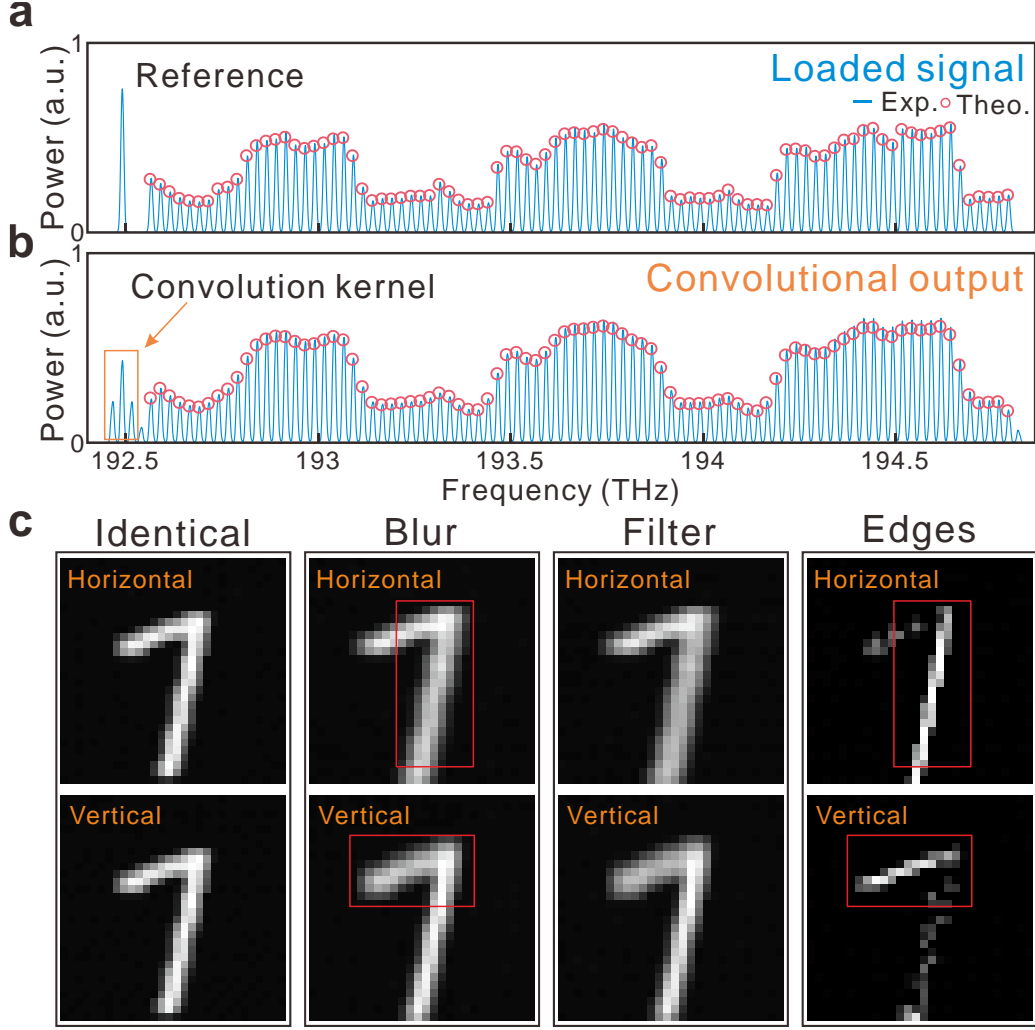 a
Power (a.u.)
1
0
Reference
Loaded signal
Exp. Theo.
b
Power (a.u.)
1
0
Convolution kernel
Convolutional output
192.5 193 193.5 194 194.5
Frequency (THz)
c
Identical Blur Filter Edges
Horizontal Horizontal Horizontal Horizontal
Vertical Vertical Vertical Vertical